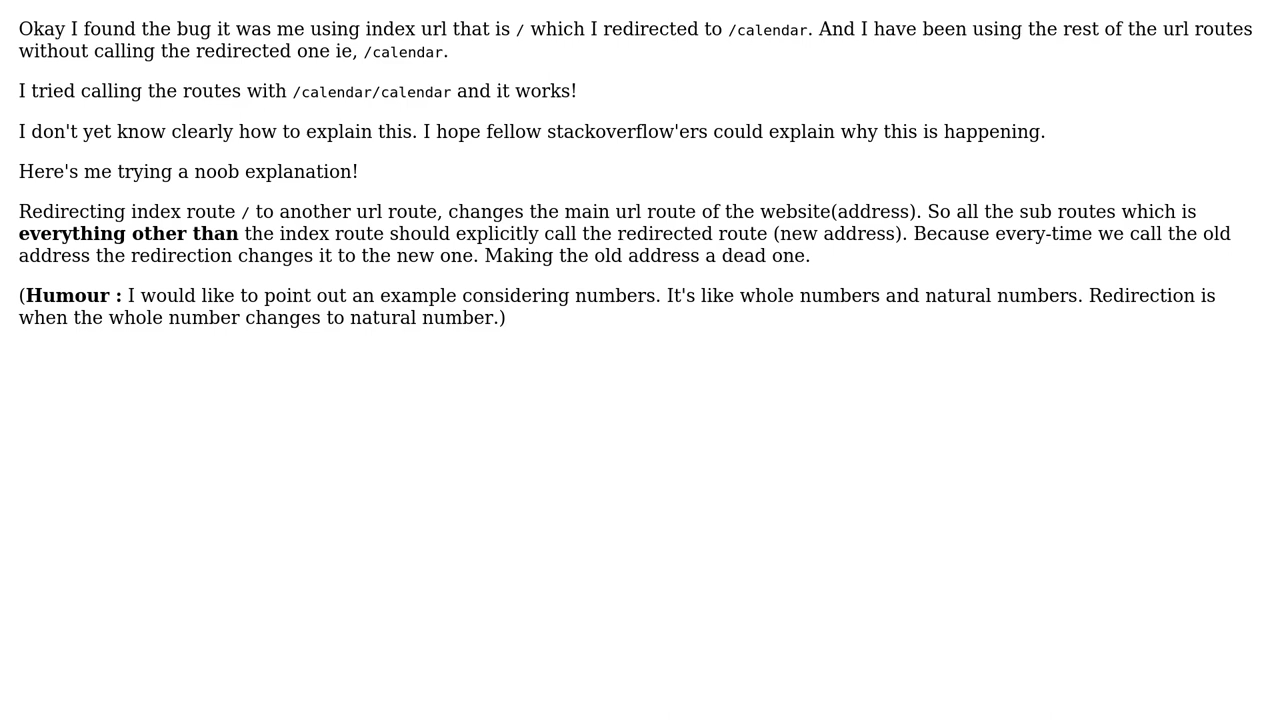 Okay I found the bug it was me using index url that is / which I redirected to /calendar. And I have been using the rest of the url routes
without calling the redirected one ie, /calendar.
I tried calling the routes with /calendar/calendar and it works!
I don't yet know clearly how to explain this. I hope fellow stackoverflow'ers could explain why this is happening.
Here's me trying a noob explanation!
Redirecting index route / to another url route, changes the main url route of the website(address). So all the sub routes which is
everything other than the index route should explicitly call the redirected route (new address). Because every-time we call the old
address the redirection changes it to the new one. Making the old address a dead one.
(Humour : I would like to point out an example considering numbers. It's like whole numbers and natural numbers. Redirection is
when the whole number changes to natural number.)